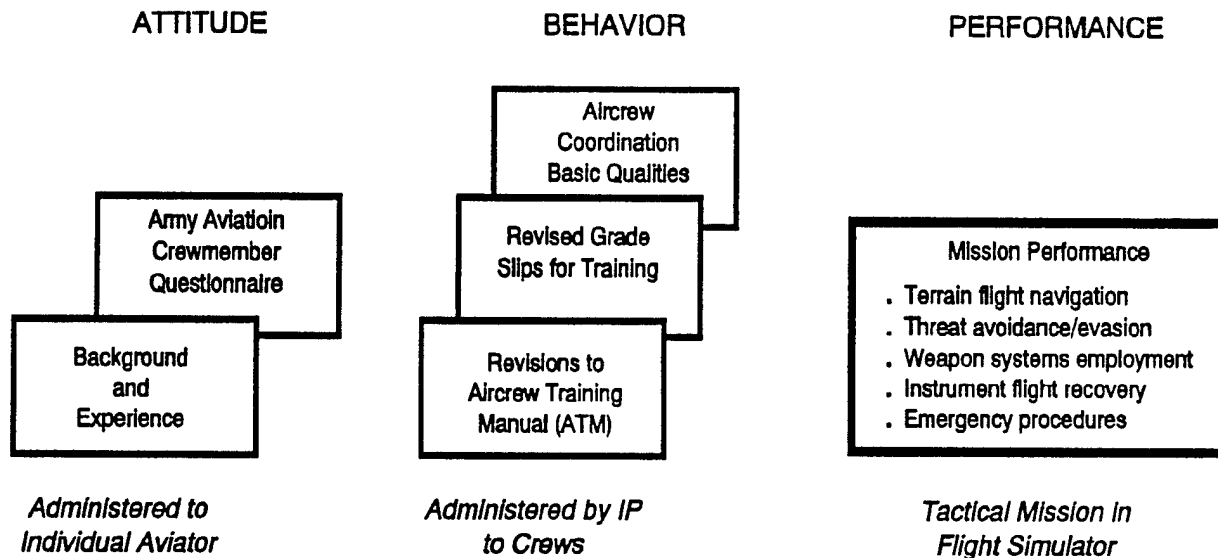 ATTITUDE
BEHAVIOR
PERFORMANCE
Army Aviatioin
Crewmember
Questionnaire
Background
and
Experience
Administered to
Individual Aviator
Aircrew
Coordination
Basic Qualities
Revised Grade
Slips for Training
Revisions to
Aircrew Training
Manual (ATM)
Administered by IP
to Crews
Mission Performance
. Terrain flight navigation
. Threat avoidance/evasion
. Weapon systems employment
. Instrument flight recovery
. Emergency procedures
Tactical Mission in
Flight Simulator